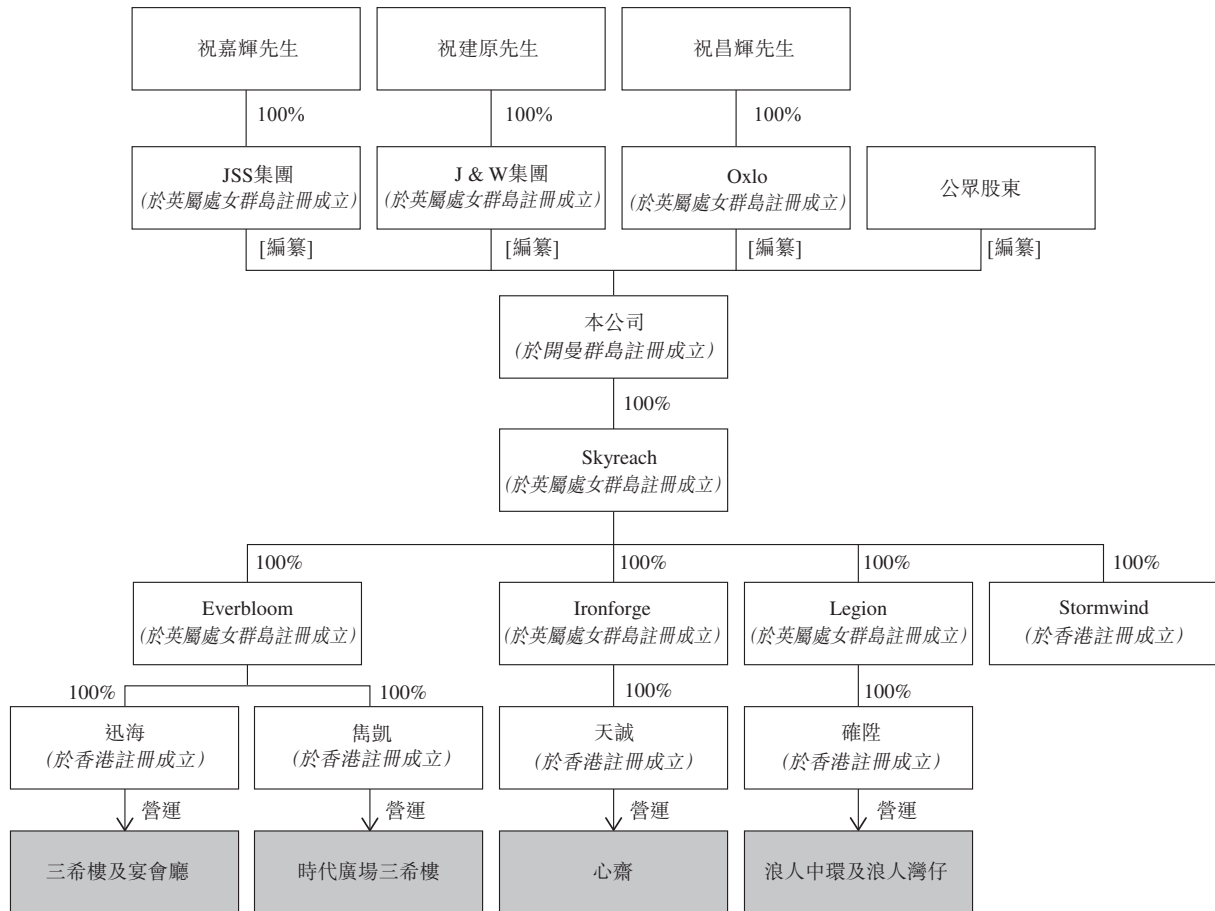 祝嘉輝先生
祝建原先生
祝昌輝先生
100%
100%
100%
JSS集團
(於英屬處女群島註冊成立)
J & W集團
(於英屬處女群島註冊成立)
Oxlo
(於英屬處女群島註冊成立)
公眾股東
[編纂]
[編纂]
[編纂]
[編纂]
本公司
(於開曼群島註冊成立)
100%
Skyreach
(於英屬處女群島註冊成立)
100%
100%
100%
100%
Everbloom
(於英屬處女群島註冊成立)
Ironforge
(於英屬處女群島註冊成立)
Legion
(於英屬處女群島註冊成立)
Stormwind
(於香港註冊成立)
100%
100%
100%
100%
迅海
(於香港註冊成立)
雋凱
(於香港註冊成立)
天誠
(於香港註冊成立)
確陞
(於香港註冊成立)
營運
營運
營運
營運
三希樓及宴會廳
時代廣場三希樓
心齋
浪人中環及浪人灣仔